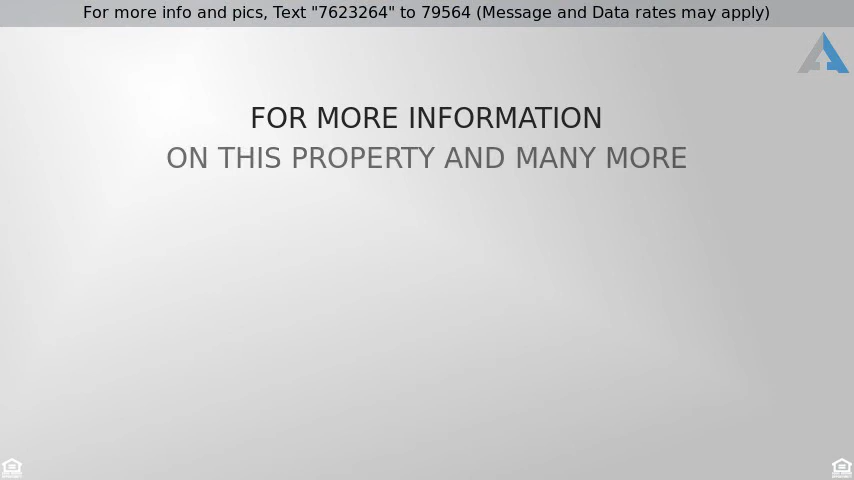 For more info and pics, Text "7623264" to 79564 (Message and Data rates may apply)
FOR MORE INFORMATION
ON THIS PROPERTY AND MANY MORE